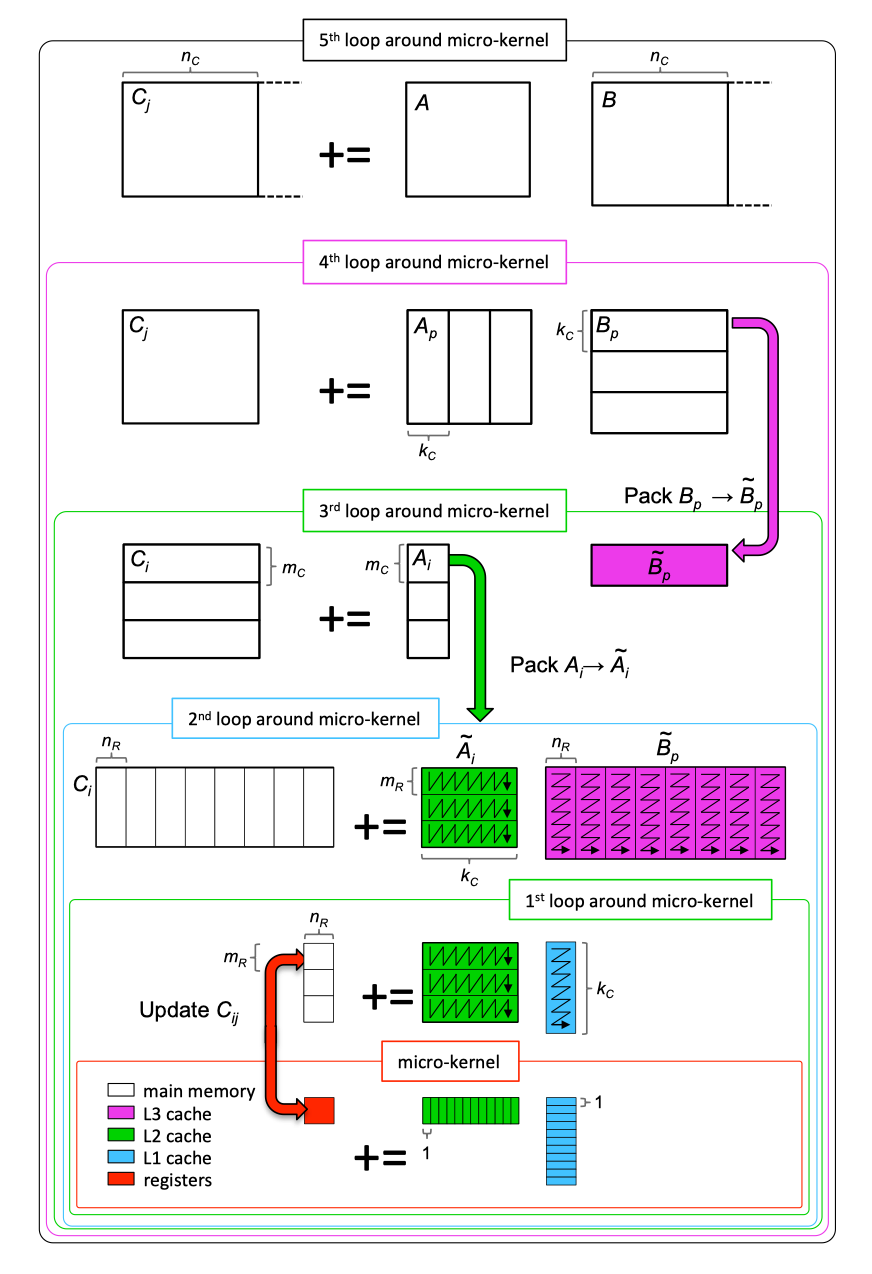 5th loop around micro-kernel
nC nC
Cj += A B
4th loop around micro-kernel
Cj += Ap kC Bp
kC
Pack Bp → B̃p
3rd loop around micro-kernel
Ci mC += mC Ai B̃p
Pack Ai→ Ãi
2nd loop around micro-kernel
nR Ãi nR B̃p
Ci += mR
kC
1st loop around micro-kernel
nR
mR += kC
Update Cij
micro-kernel
main memory
L3 cache
L2 cache
L1 cache
registers
+= 1 1